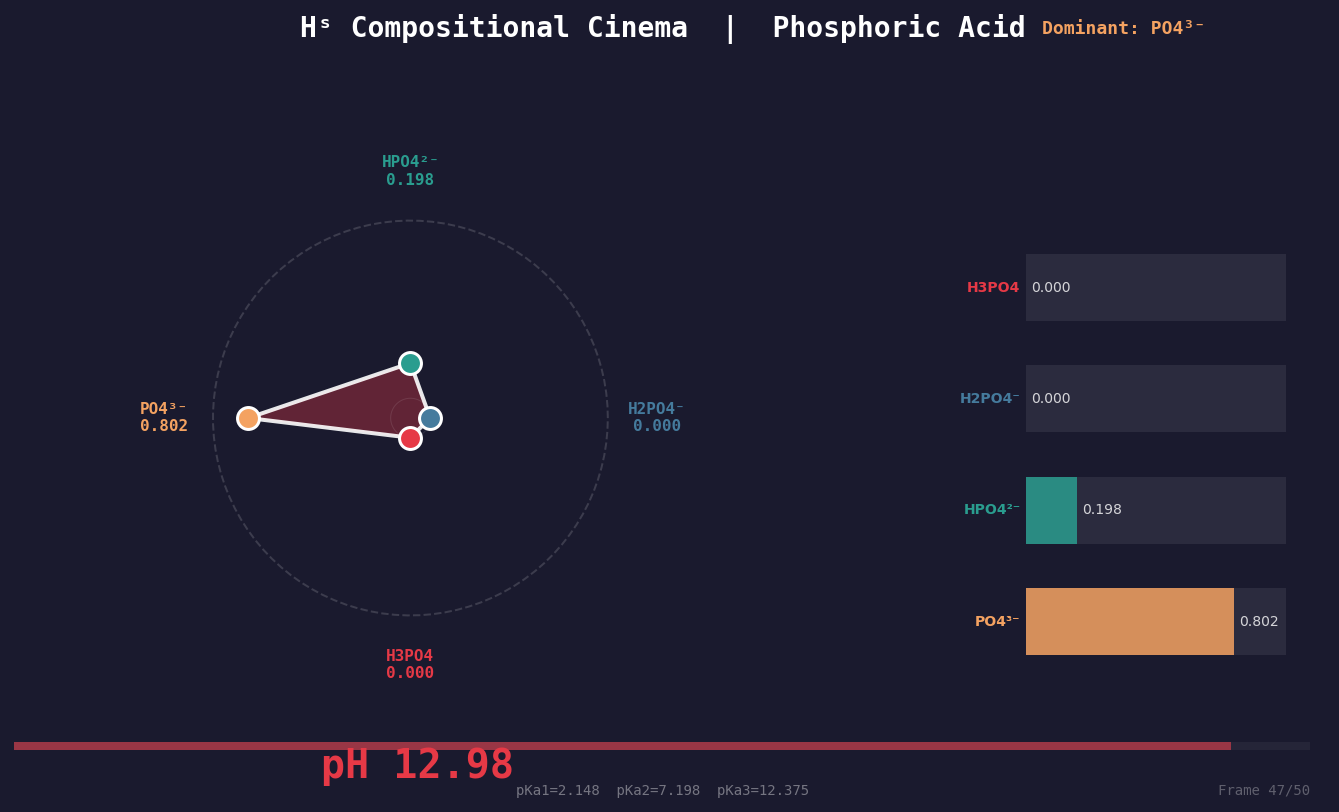 Hˢ Compositional Cinema | Phosphoric Acid
Dominant: PO4³⁻
HPO4²⁻
0.198
PO4³⁻
0.802
H2PO4⁻
0.000
H3PO4
0.000
H3PO4 0.000
H2PO4⁻ 0.000
HPO4²⁻ 0.198
PO4³⁻ 0.802
pH 12.98
pKa1=2.148 pKa2=7.198 pKa3=12.375
Frame 47/50